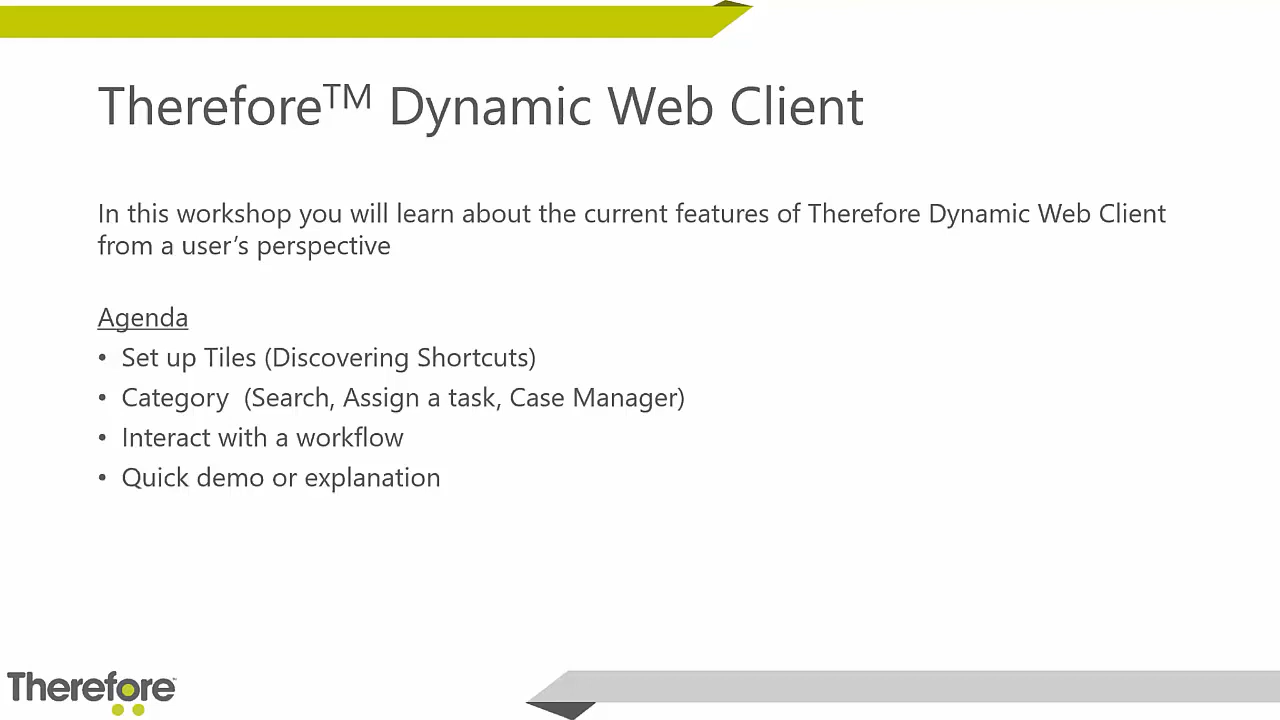 Therefore™ Dynamic Web Client
In this workshop you will learn about the current features of Therefore Dynamic Web Client
from a user’s perspective
Agenda
• Set up Tiles (Discovering Shortcuts)
• Category  (Search, Assign a task, Case Manager)
• Interact with a workflow
• Quick demo or explanation
Therefore™